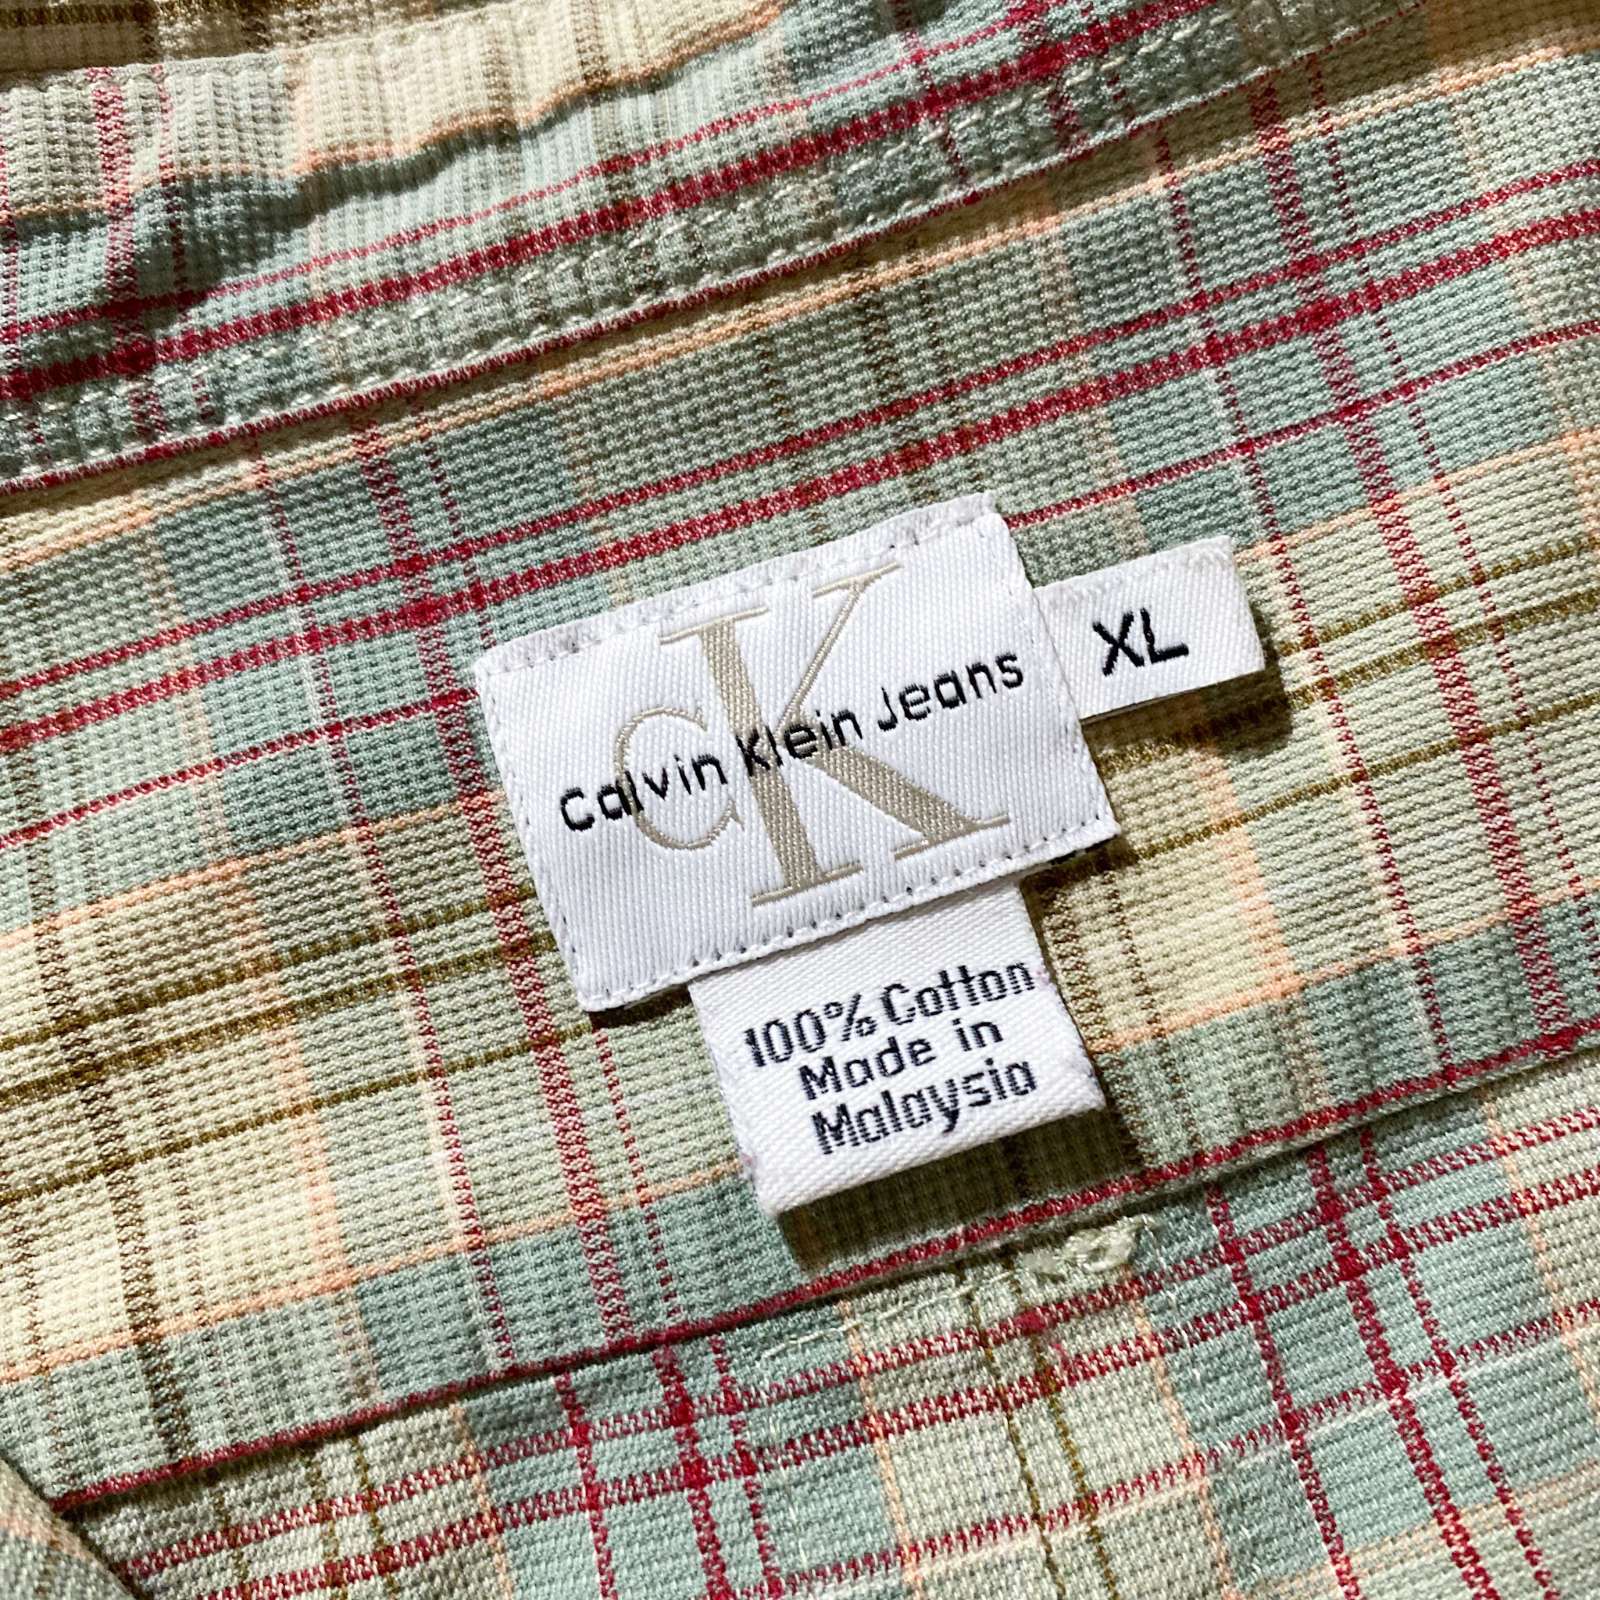 CK
Calvin Klein Jeans
XL
100% Cotton
Made in
Malaysia